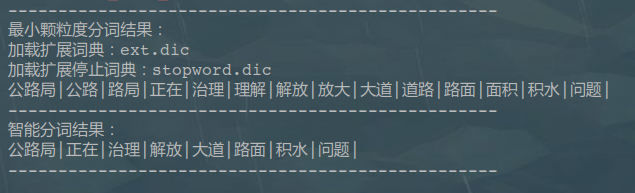 --------------------------------------------------
最小颗粒度分词结果：
加载扩展词典：ext.dic
加载扩展停止词典：stopword.dic
公路局|公路|路局|正在|治理|理解|解放|放大|大道|道路|路面|面积|积水|问题|
--------------------------------------------------
智能分词结果：
公路局|正在|治理|解放|大道|路面|积水|问题|
--------------------------------------------------